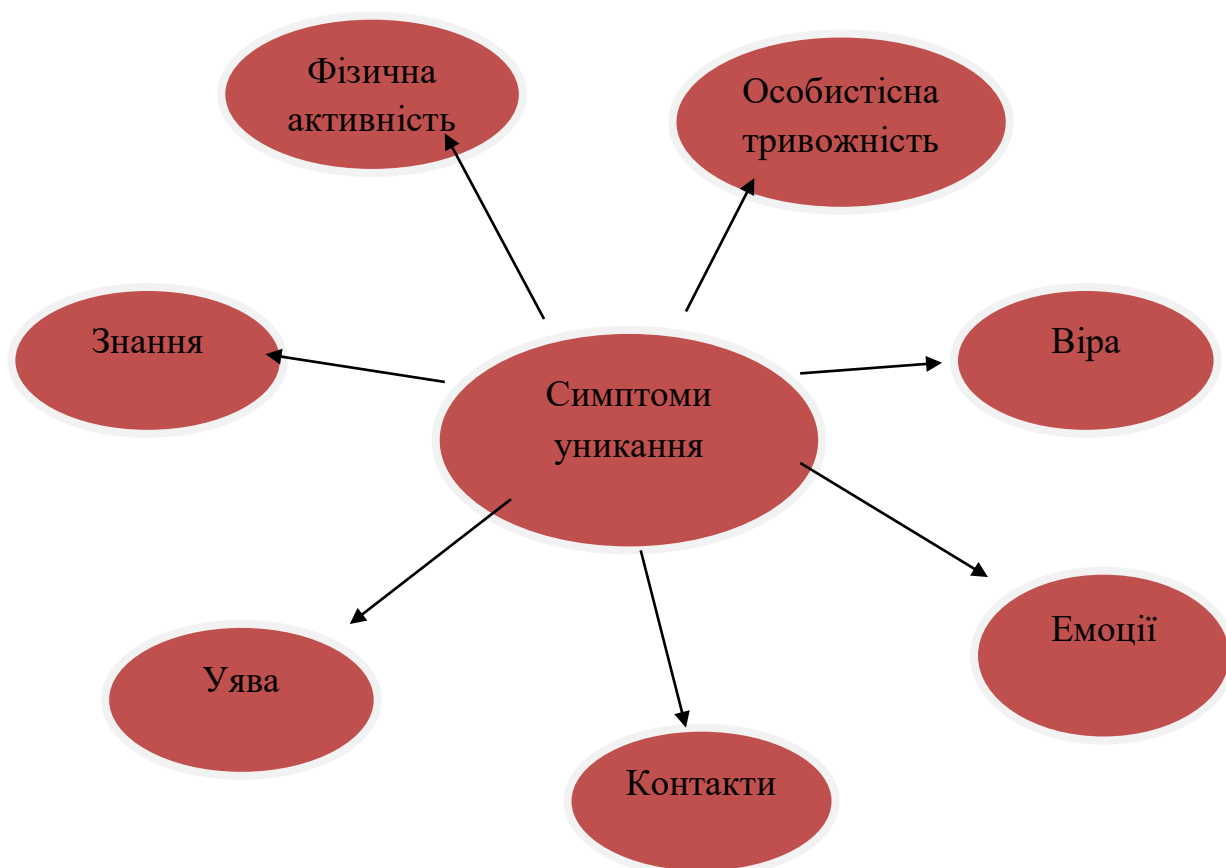 Фізична
активність
Особистісна
тривожність
Знання
Віра
Симптоми
уникання
Емоції
Уява
Контакти